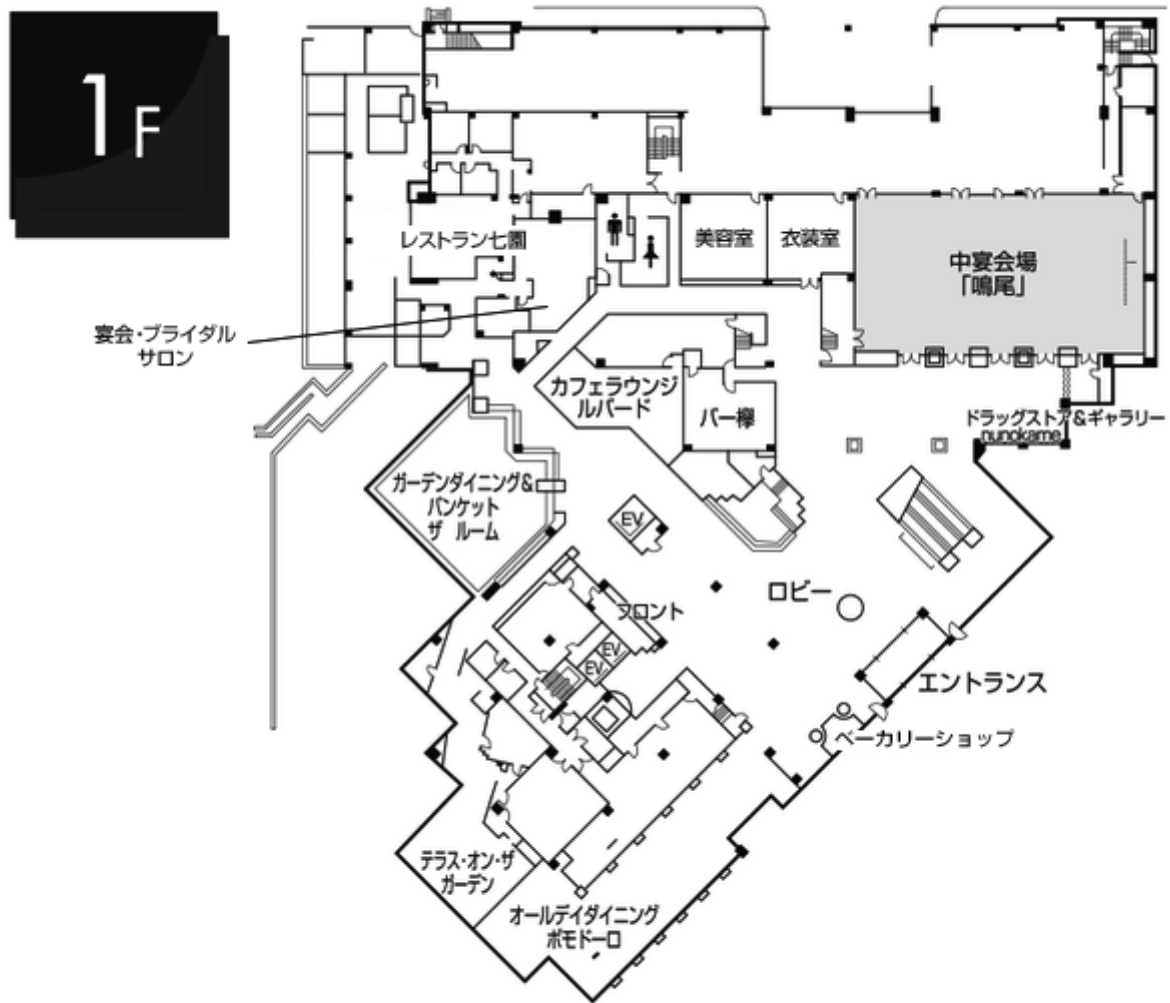 1F
レストラン七園
美容室
衣装室
中宴会場
「鳴尾」
宴会・ブライダル
サロン
カフェラウンジ
ルバード
バー欅
ドラッグストア&ギャラリー
nunokame
ガーデンダイニング&
バンケット
ザ ルーム
EV
ロビー
フロント
EV
EV
エントランス
ベーカリーショップ
テラス・オン・ザ
ガーデン
オールデイダイニング
ポモドーロ